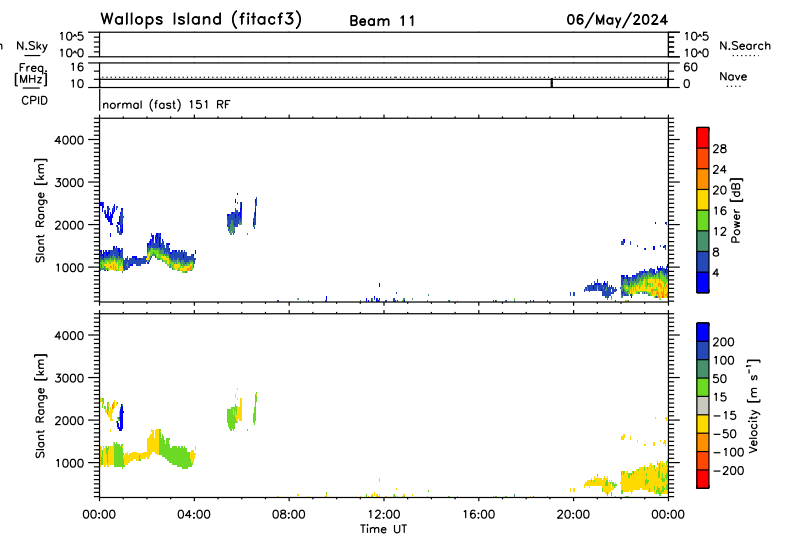 Wallops Island (fitacf3) Beam 11 06/May/2024
n N.Sky 10^5 10^0 10^5 10^0 N.Search
Freq. [MHz] 16 10 60 0 Nave
CPID normal (fast) 151 RF
Slant Range [km]
4000
3000
2000
1000
28
24
20
16
12
8
4
Power [dB]
Slant Range [km]
4000
3000
2000
1000
200
100
50
15
-15
-50
-100
-200
Velocity [m s⁻¹]
00:00 04:00 08:00 12:00 16:00 20:00 00:00
Time UT